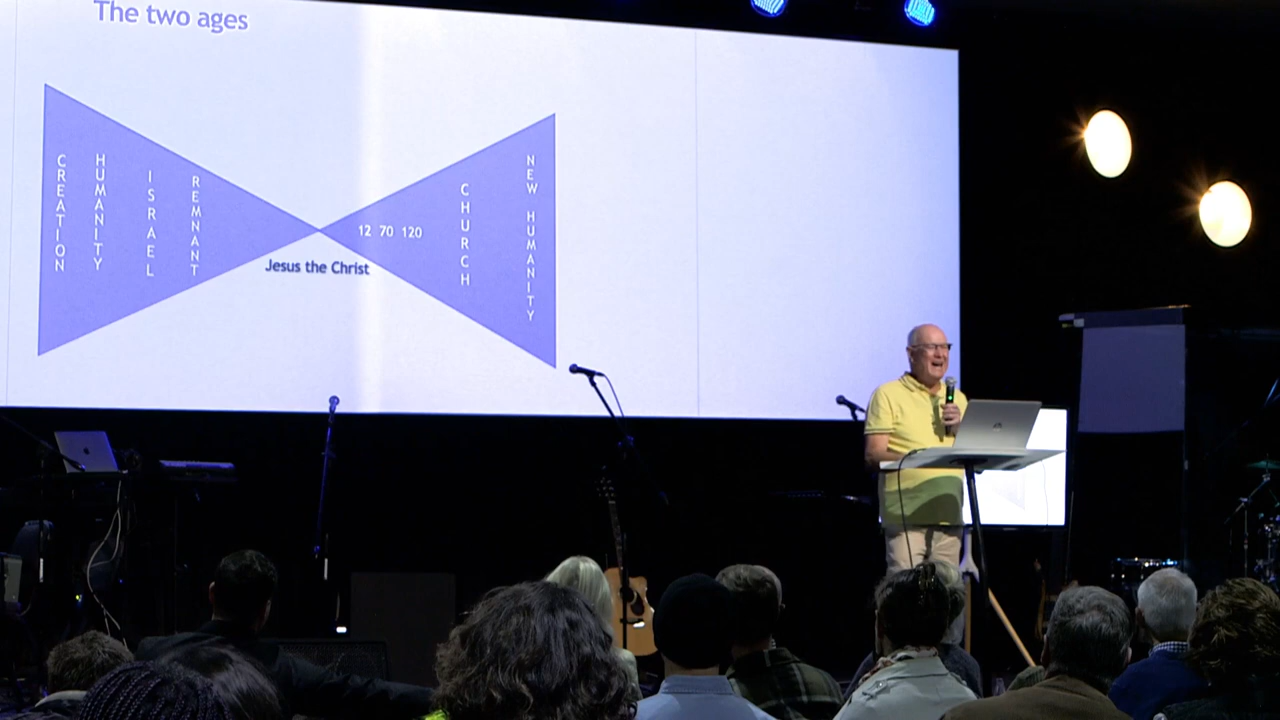 The two ages
CREATION
HUMANITY
ISRAEL
REMNANT
12 70 120
CHURCH
NEW HUMANITY
Jesus the Christ